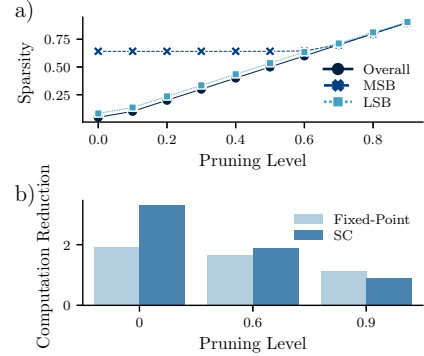 a)
Sparsity
0.75
0.50
0.25
Overall
MSB
LSB
0.0 0.2 0.4 0.6 0.8
Pruning Level
b)
Computation Reduction
2
0
Fixed-Point
SC
0 0.6 0.9
Pruning Level